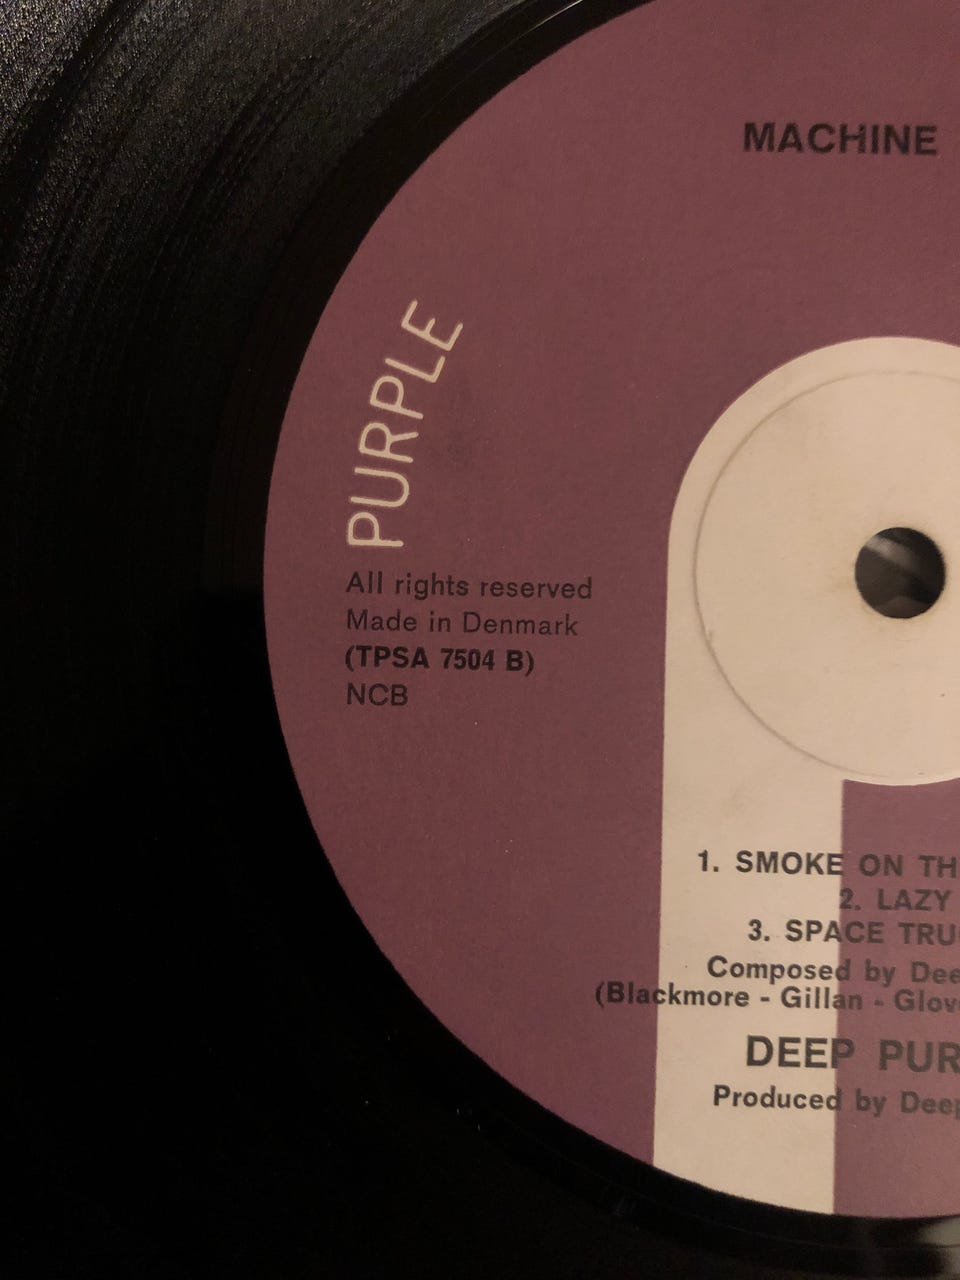 MACHINE
PURPLE
All rights reserved
Made in Denmark
(TPSA 7504 B)
NCB
1. SMOKE ON TH
2. LAZY
3. SPACE TRU
Composed by Dee
(Blackmore - Gillan - Glov
DEEP PUR
Produced by Deep